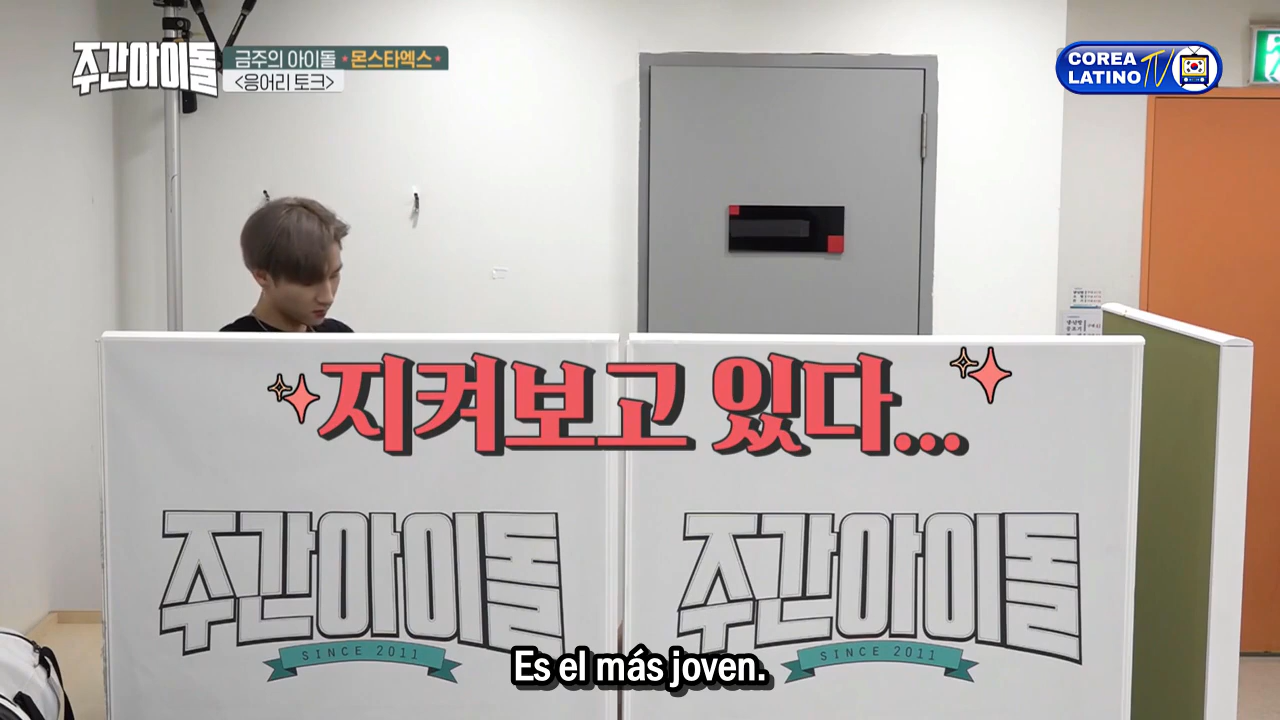 주간아이돌
금주의 아이돌 * 몬스타엑스 *
<응어리 토크>
COREA
LATINO TV
지켜보고 있다...
주간아이돌
SINCE 2011
주간아이돌
SINCE 2011
Es el más joven.